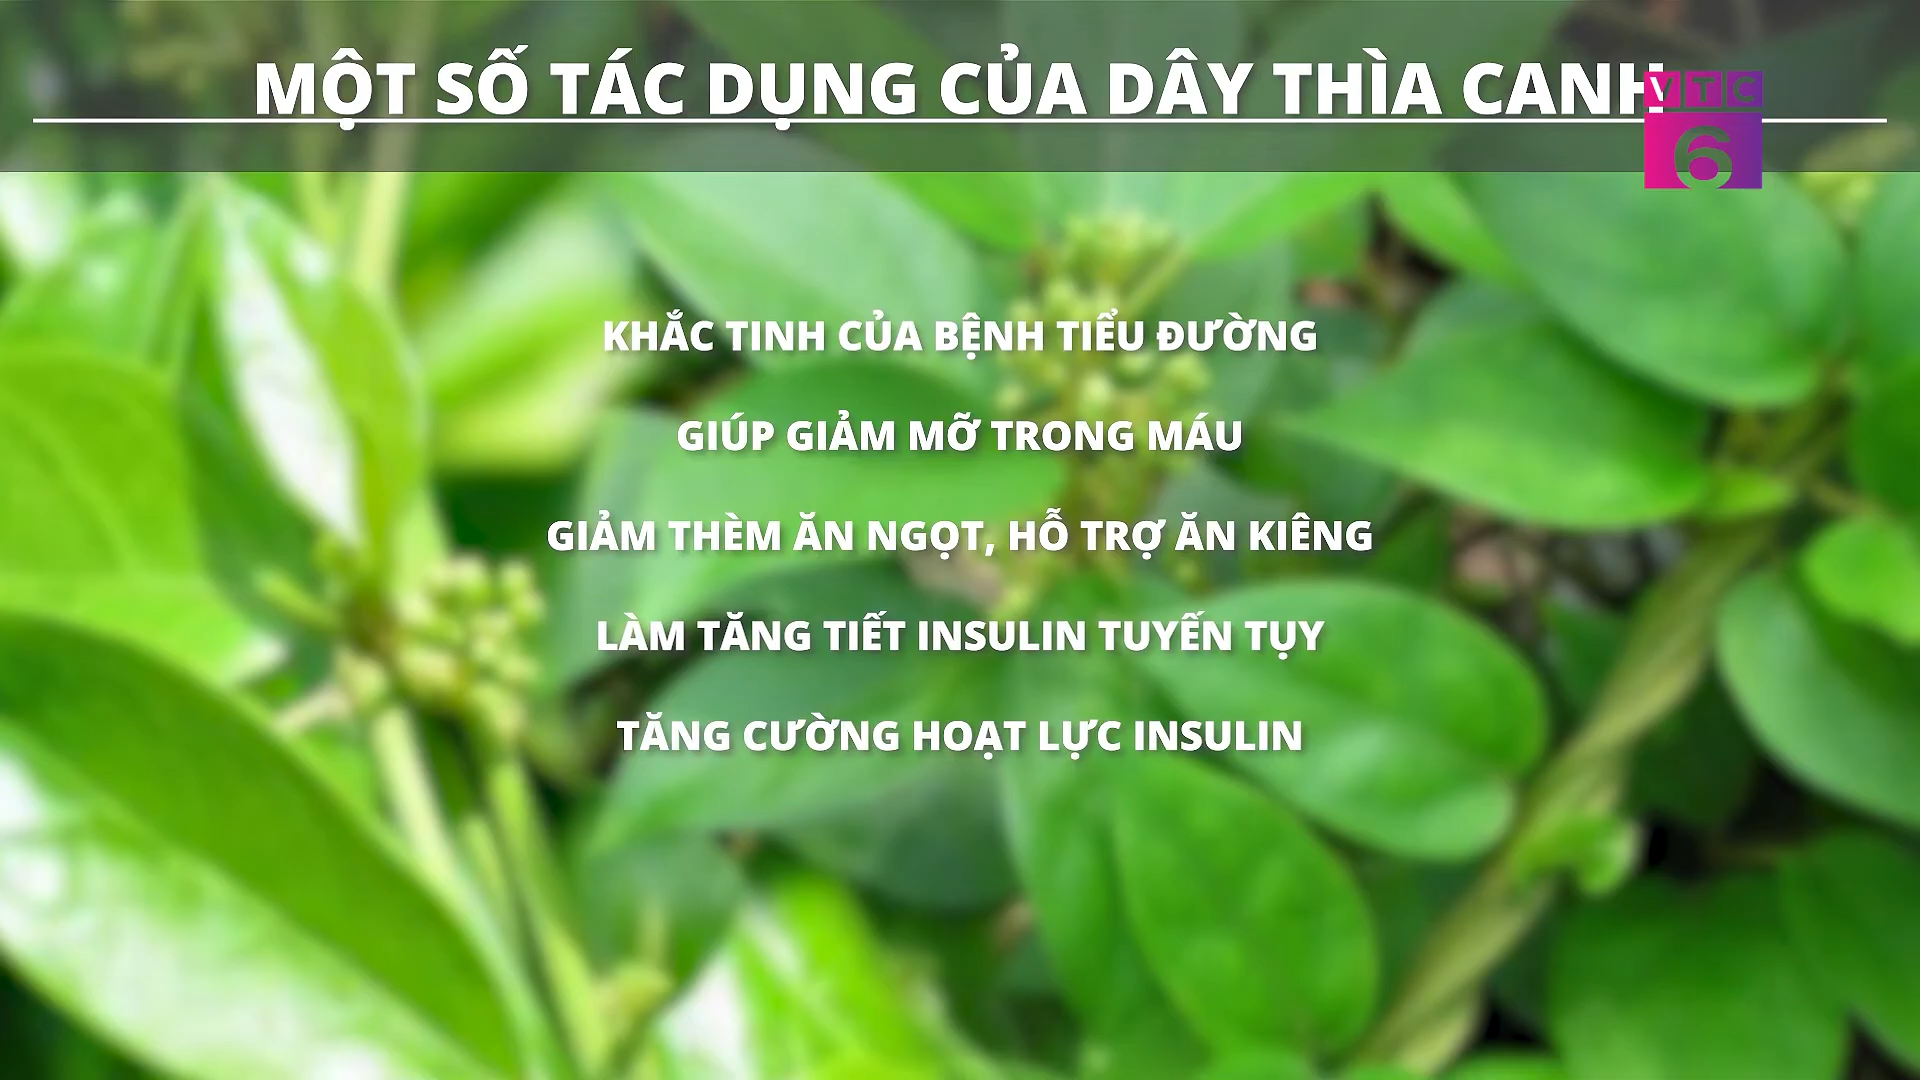 MỘT SỐ TÁC DỤNG CỦA DÂY THÌA CANH
VTC
6
KHẮC TINH CỦA BỆNH TIỂU ĐƯỜNG
GIÚP GIẢM MỠ TRONG MÁU
GIẢM THÈM ĂN NGỌT, HỖ TRỢ ĂN KIÊNG
LÀM TĂNG TIẾT INSULIN TUYẾN TỤY
TĂNG CƯỜNG HOẠT LỰC INSULIN